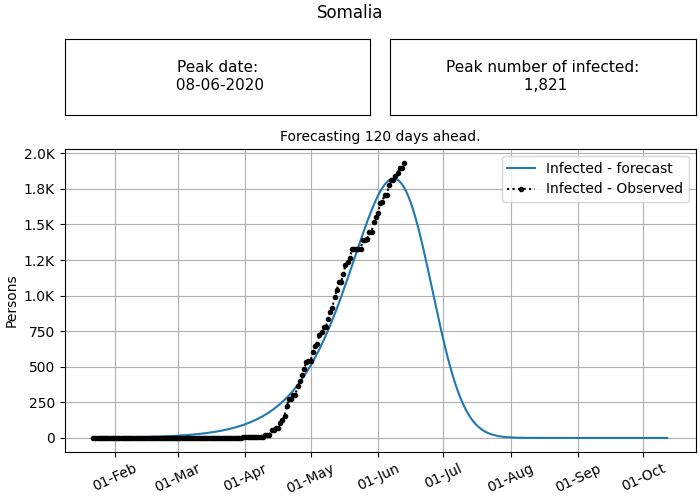 Somalia
Peak date:
08-06-2020
Peak number of infected:
1,821
Forecasting 120 days ahead.
2.0K
1.8K
1.5K
1.2K
1.0K
750
500
250
0
Persons
Infected - forecast
Infected - Observed
01-Feb
01-Mar
01-Apr
01-May
01-Jun
01-Jul
01-Aug
01-Sep
01-Oct